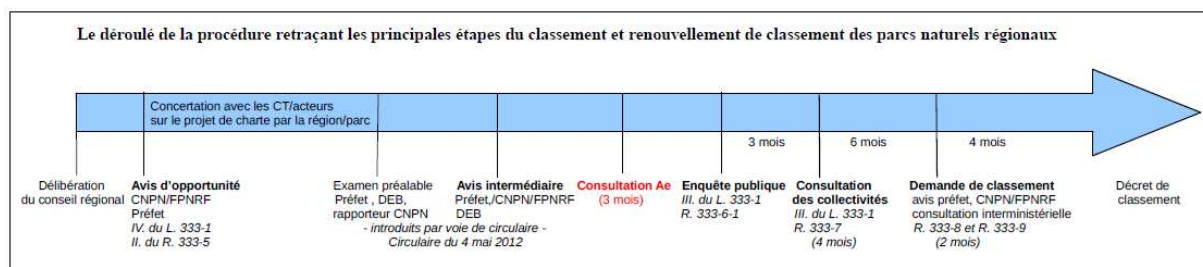 Le déroulé de la procédure retraçant les principales étapes du classement et renouvellement de classement des parcs naturels régionaux
Concertation avec les CT/acteurs
sur le projet de charte par la région/parc
3 mois
6 mois
4 mois
Délibération
du conseil régional
Avis d'opportunité
CNPN/FPNRF
Préfet
IV. du L. 333-1
II. du R. 333-5
Examen préalable
Préfet , DEB,
rapporteur CNPN
Avis intermédiaire
Préfet,/CNPN/FPNRF
DEB
- introduits par voie de circulaire -
Circulaire du 4 mai 2012
Consultation Ae
(3 mois)
Enquête publique
III. du L. 333-1
R. 333-6-1
Consultation
des collectivités
III. du L. 333-1
R. 333-7
(4 mois)
Demande de classement
avis préfet, CNPN/FPNRF
consultation interministérielle
R. 333-8 et R. 333-9
(2 mois)
Décret de
classement